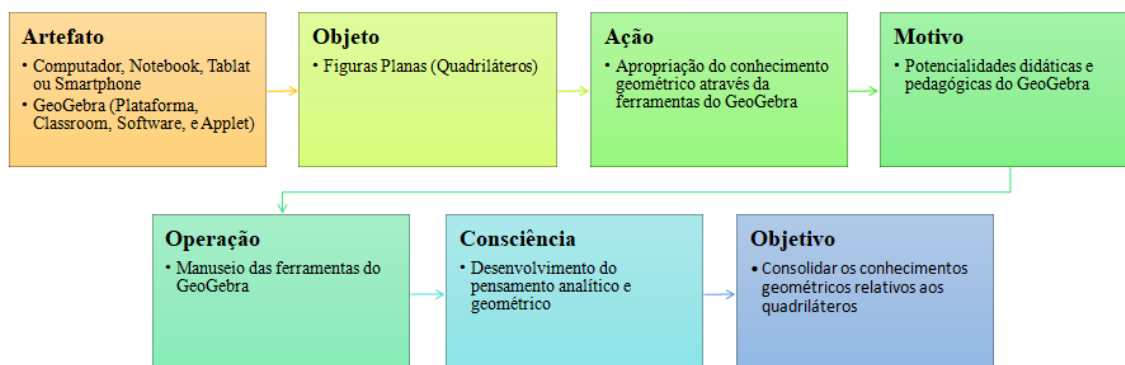 Artefato
• Computador, Notebook, Tablat
ou Smartphone
• GeoGebra (Plataforma,
Classroom, Software, e Applet)
Objeto
• Figuras Planas (Quadriláteros)
Ação
• Apropriação do conhecimento
geométrico através da
ferramentas do GeoGebra
Motivo
• Potencialidades didáticas e
pedagógicas do GeoGebra
Operação
• Manuseio das ferramentas do
GeoGebra
Consciência
• Desenvolvimento do
pensamento analítico e
geométrico
Objetivo
• Consolidar os conhecimentos
geométricos relativos aos
quadriláteros